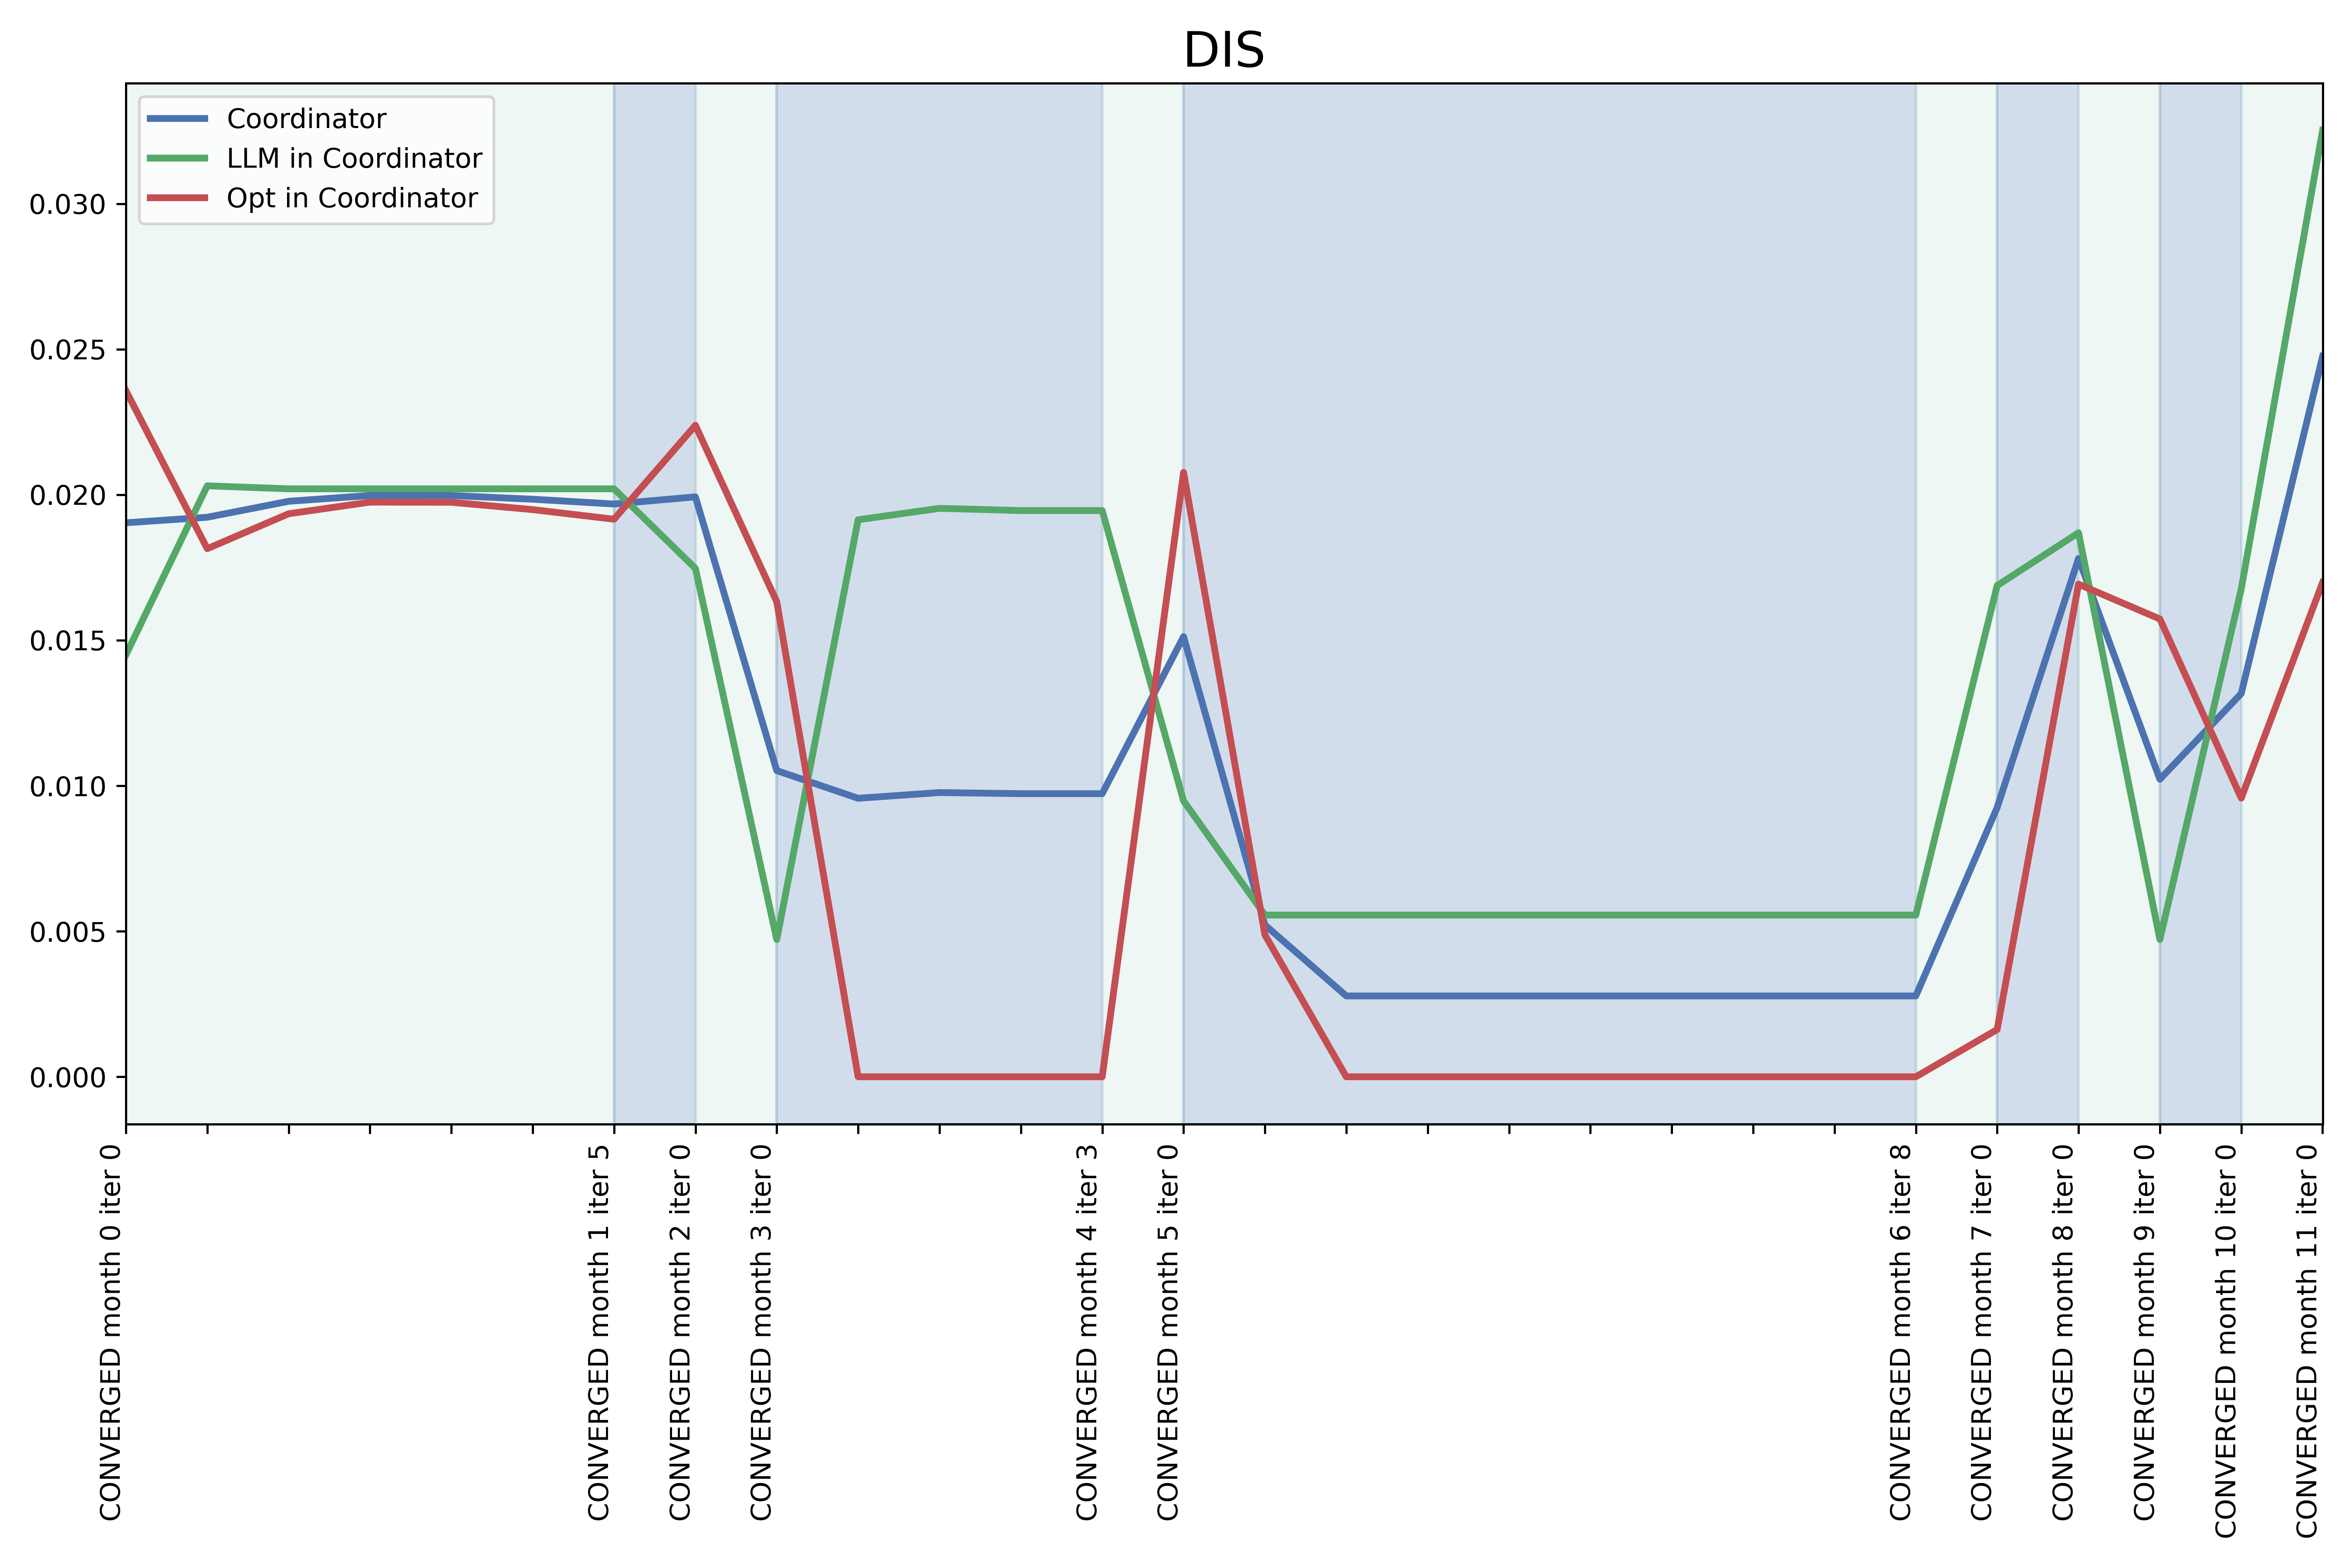 DIS
Coordinator
LLM in Coordinator
Opt in Coordinator
0.030
0.025
0.020
0.015
0.010
0.005
0.000
CONVERGED month 0 iter 0
CONVERGED month 1 iter 5
CONVERGED month 2 iter 0
CONVERGED month 3 iter 0
CONVERGED month 4 iter 3
CONVERGED month 5 iter 0
CONVERGED month 6 iter 8
CONVERGED month 7 iter 0
CONVERGED month 8 iter 0
CONVERGED month 9 iter 0
CONVERGED month 10 iter 0
CONVERGED month 11 iter 0